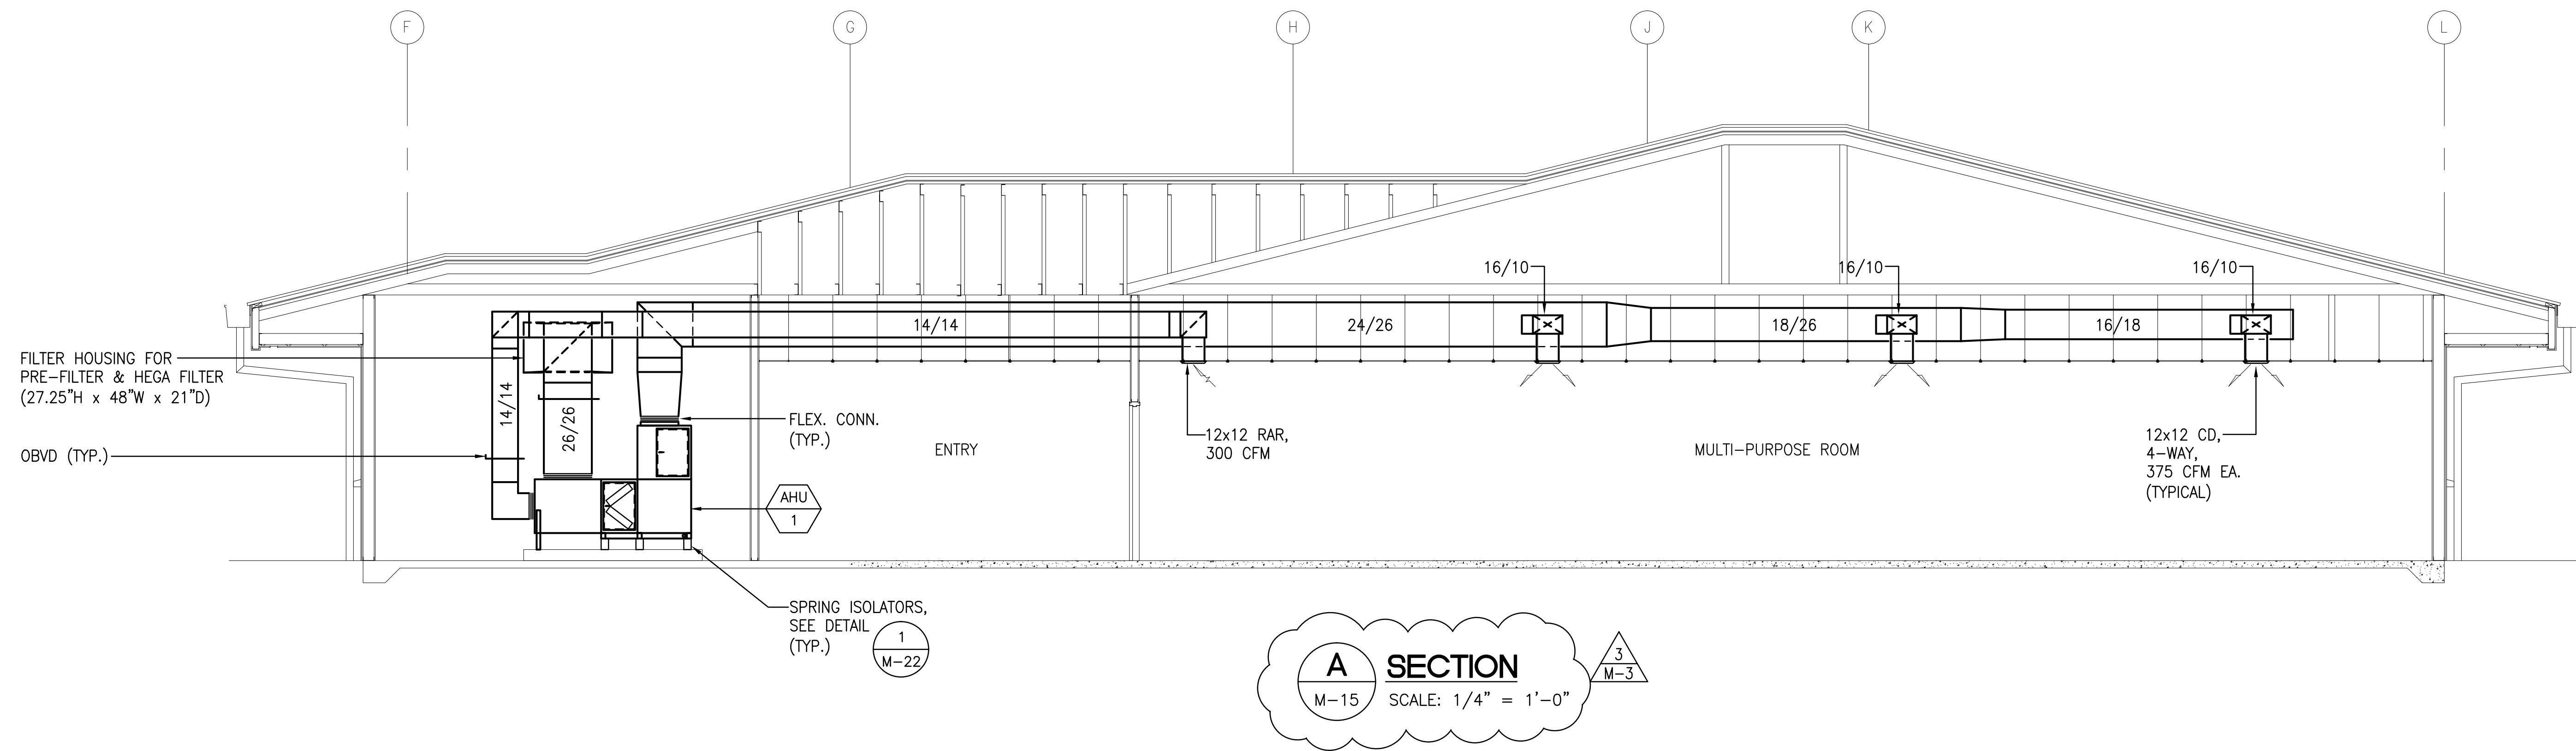 F
G
H
J
K
L
16/10
16/10
16/10
14/14
24/26
18/26
16/18
FILTER HOUSING FOR
PRE-FILTER & HEGA FILTER
(27.25"H x 48"W x 21"D)
14/14
26/26
FLEX. CONN.
(TYP.)
OBVD (TYP.)
ENTRY
12x12 RAR,
300 CFM
MULTI-PURPOSE ROOM
12x12 CD,
4-WAY,
375 CFM EA.
(TYPICAL)
AHU
1
SPRING ISOLATORS,
SEE DETAIL
(TYP.)
1
M-22
A
M-15
SECTION
SCALE: 1/4" = 1'-0"
3
M-3